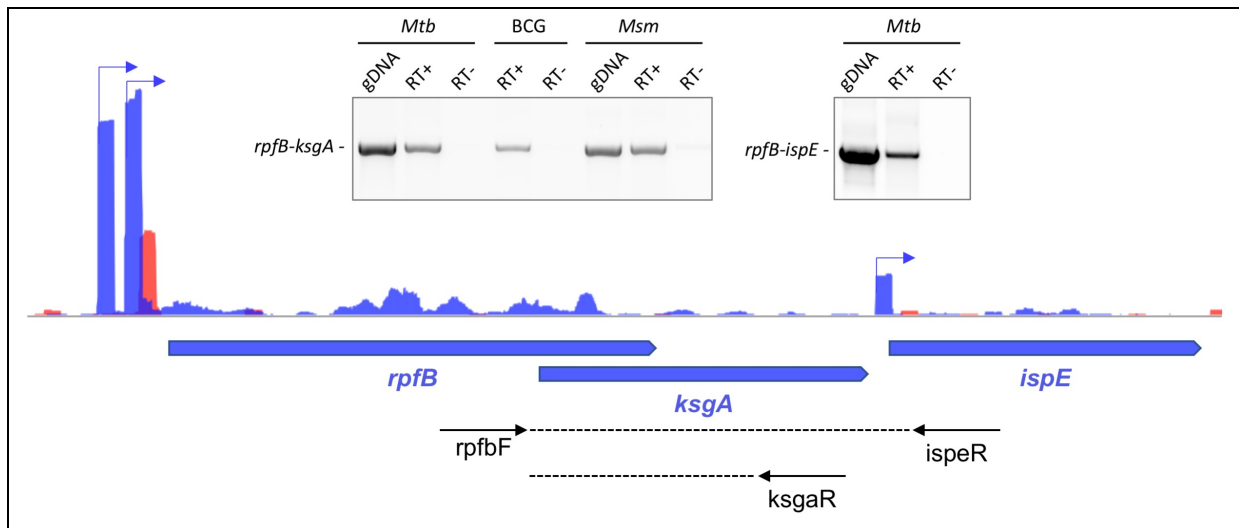 Mtb BCG Msm Mtb
gDNA RT+ RT- RT+ RT- gDNA RT+ RT- gDNA RT+ RT-
rpfB-ksgA - rpfB-ispE -
rpfB ispE
ksgA
rpfbF ispeR
ksgaR